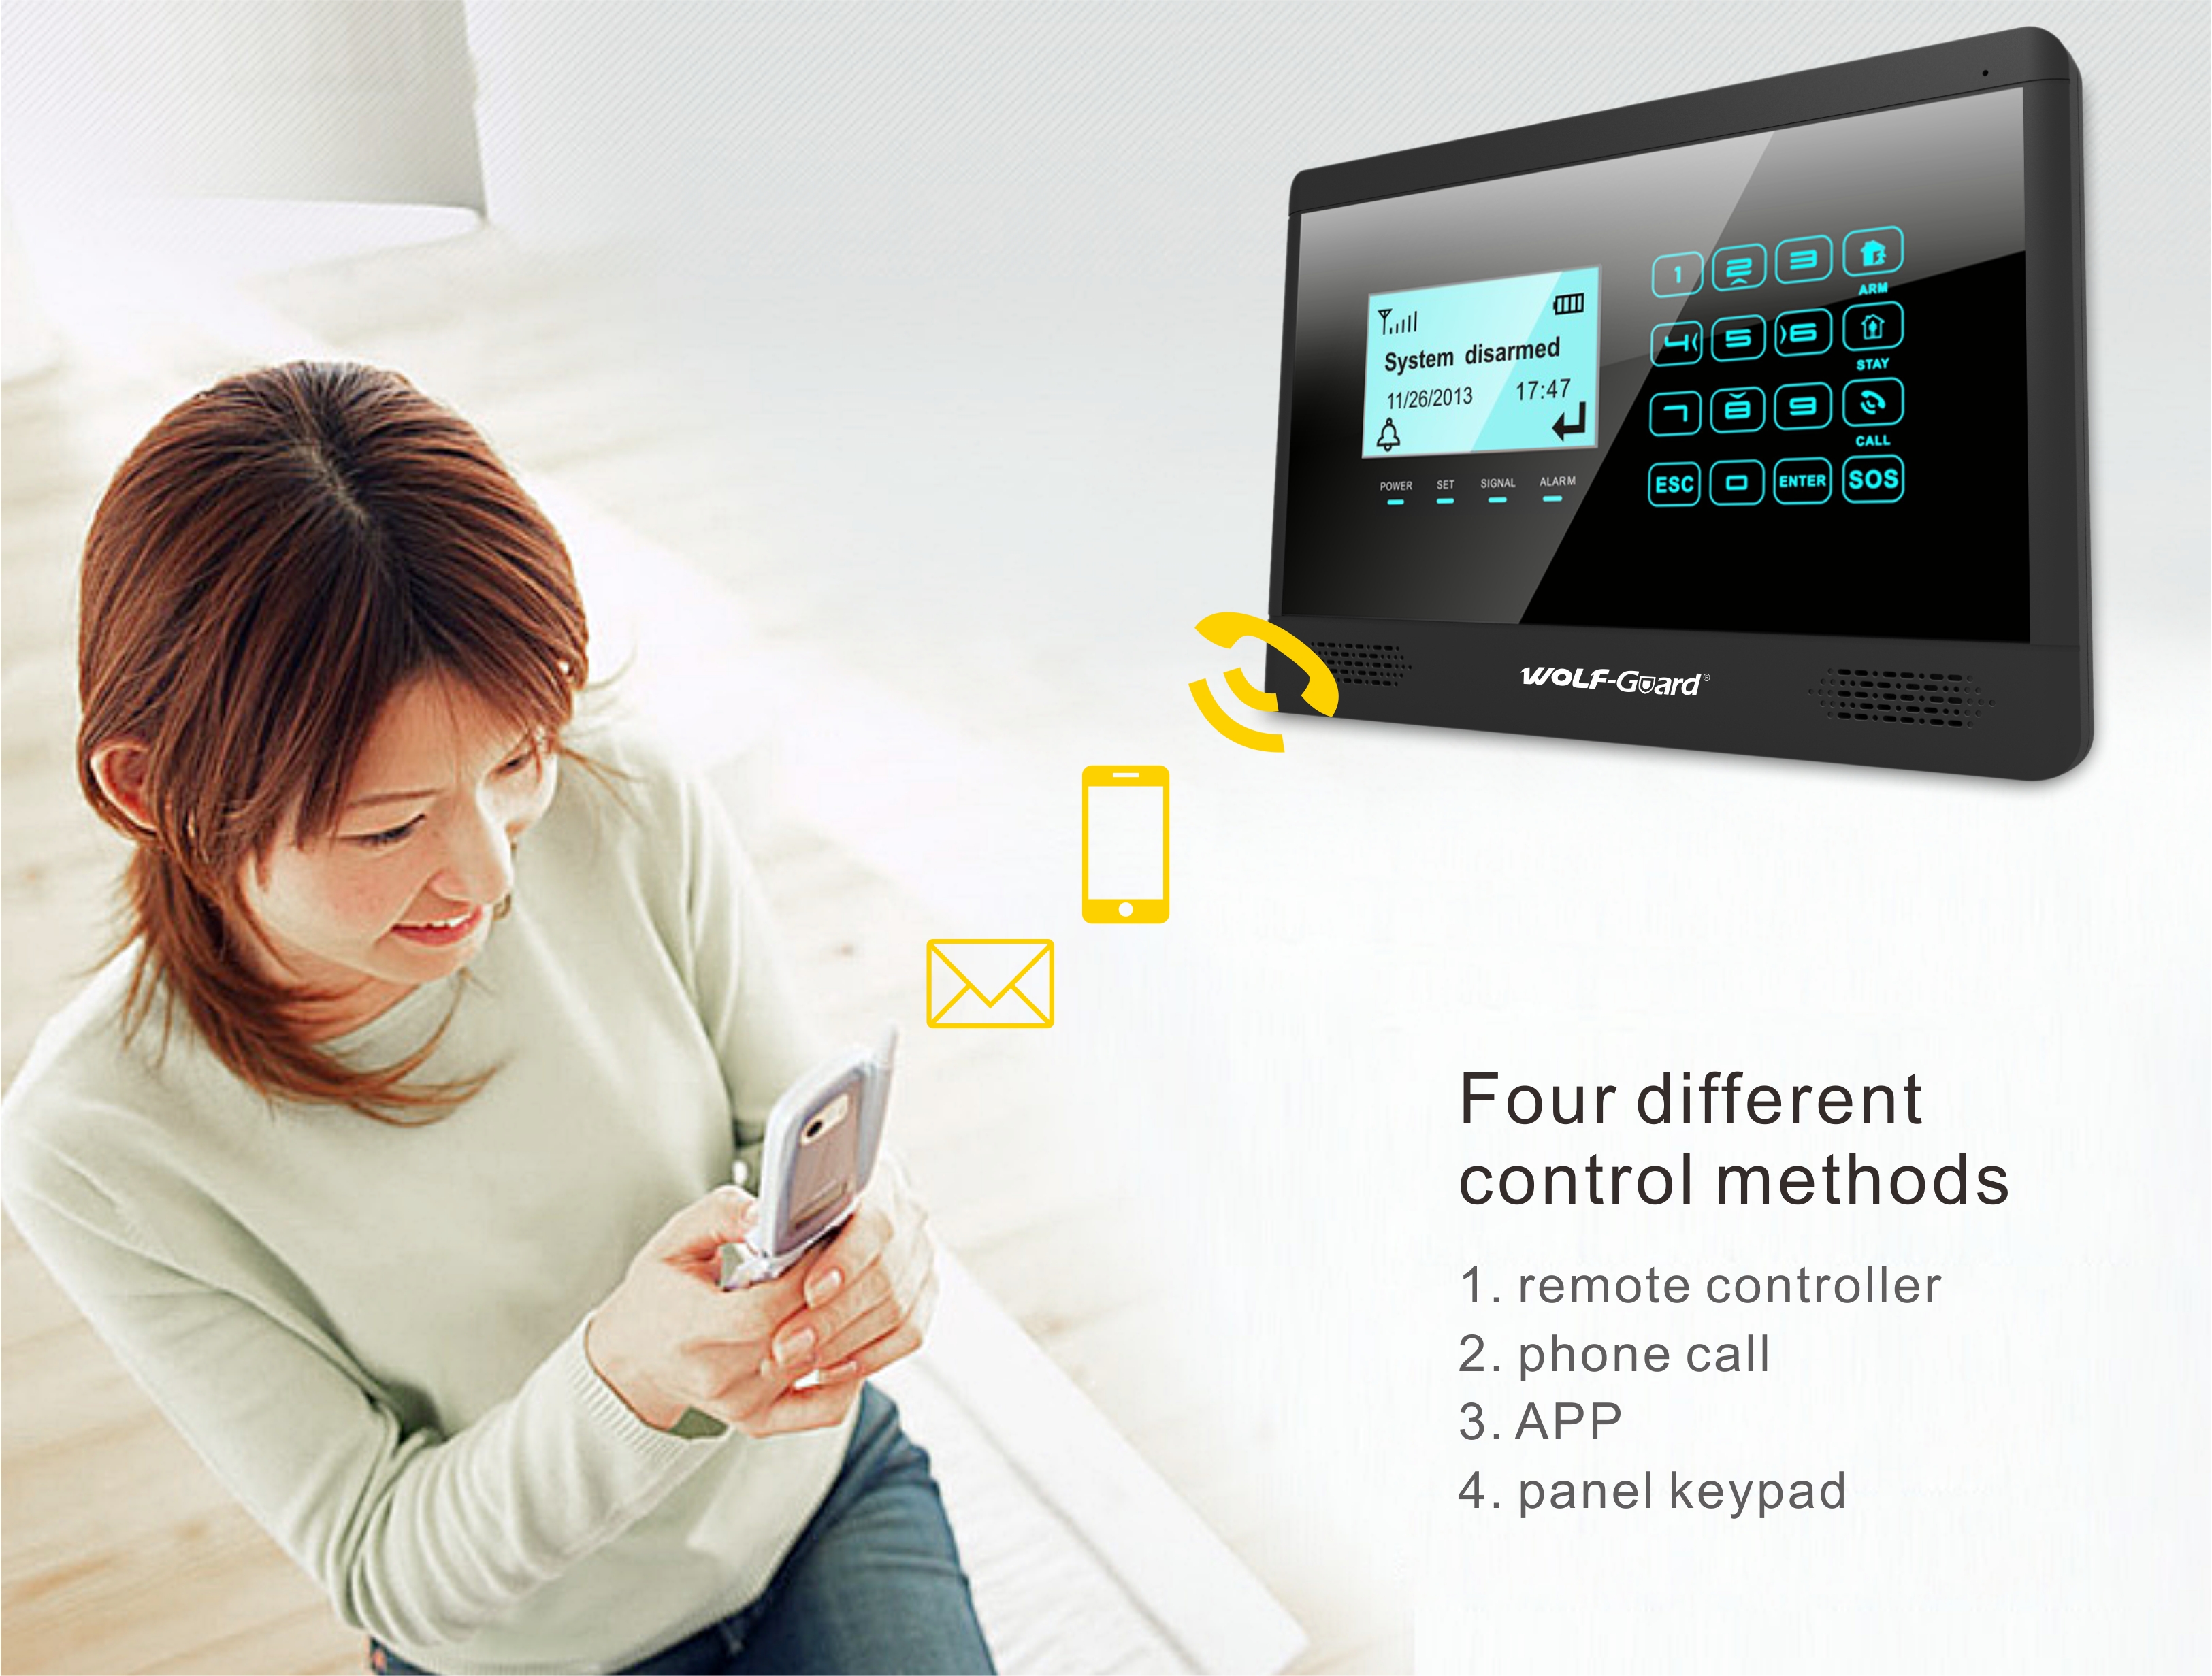 System disarmed
11/26/2013 17:47
POWER SET SIGNAL ALARM
1 2 3
ARM
4 5 6
STAY
7 8 9
CALL
ESC 0 ENTER SOS
WOLF-Guard®
Four different
control methods
1. remote controller
2. phone call
3. APP
4. panel keypad